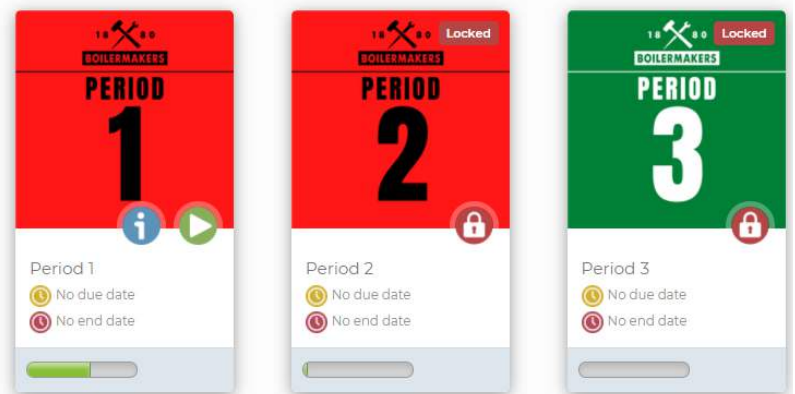 18 80
BOILERMAKERS
PERIOD
1
Period 1
No due date
No end date
18 80
Locked
BOILERMAKERS
PERIOD
2
Period 2
No due date
No end date
18 80
Locked
BOILERMAKERS
PERIOD
3
Period 3
No due date
No end date